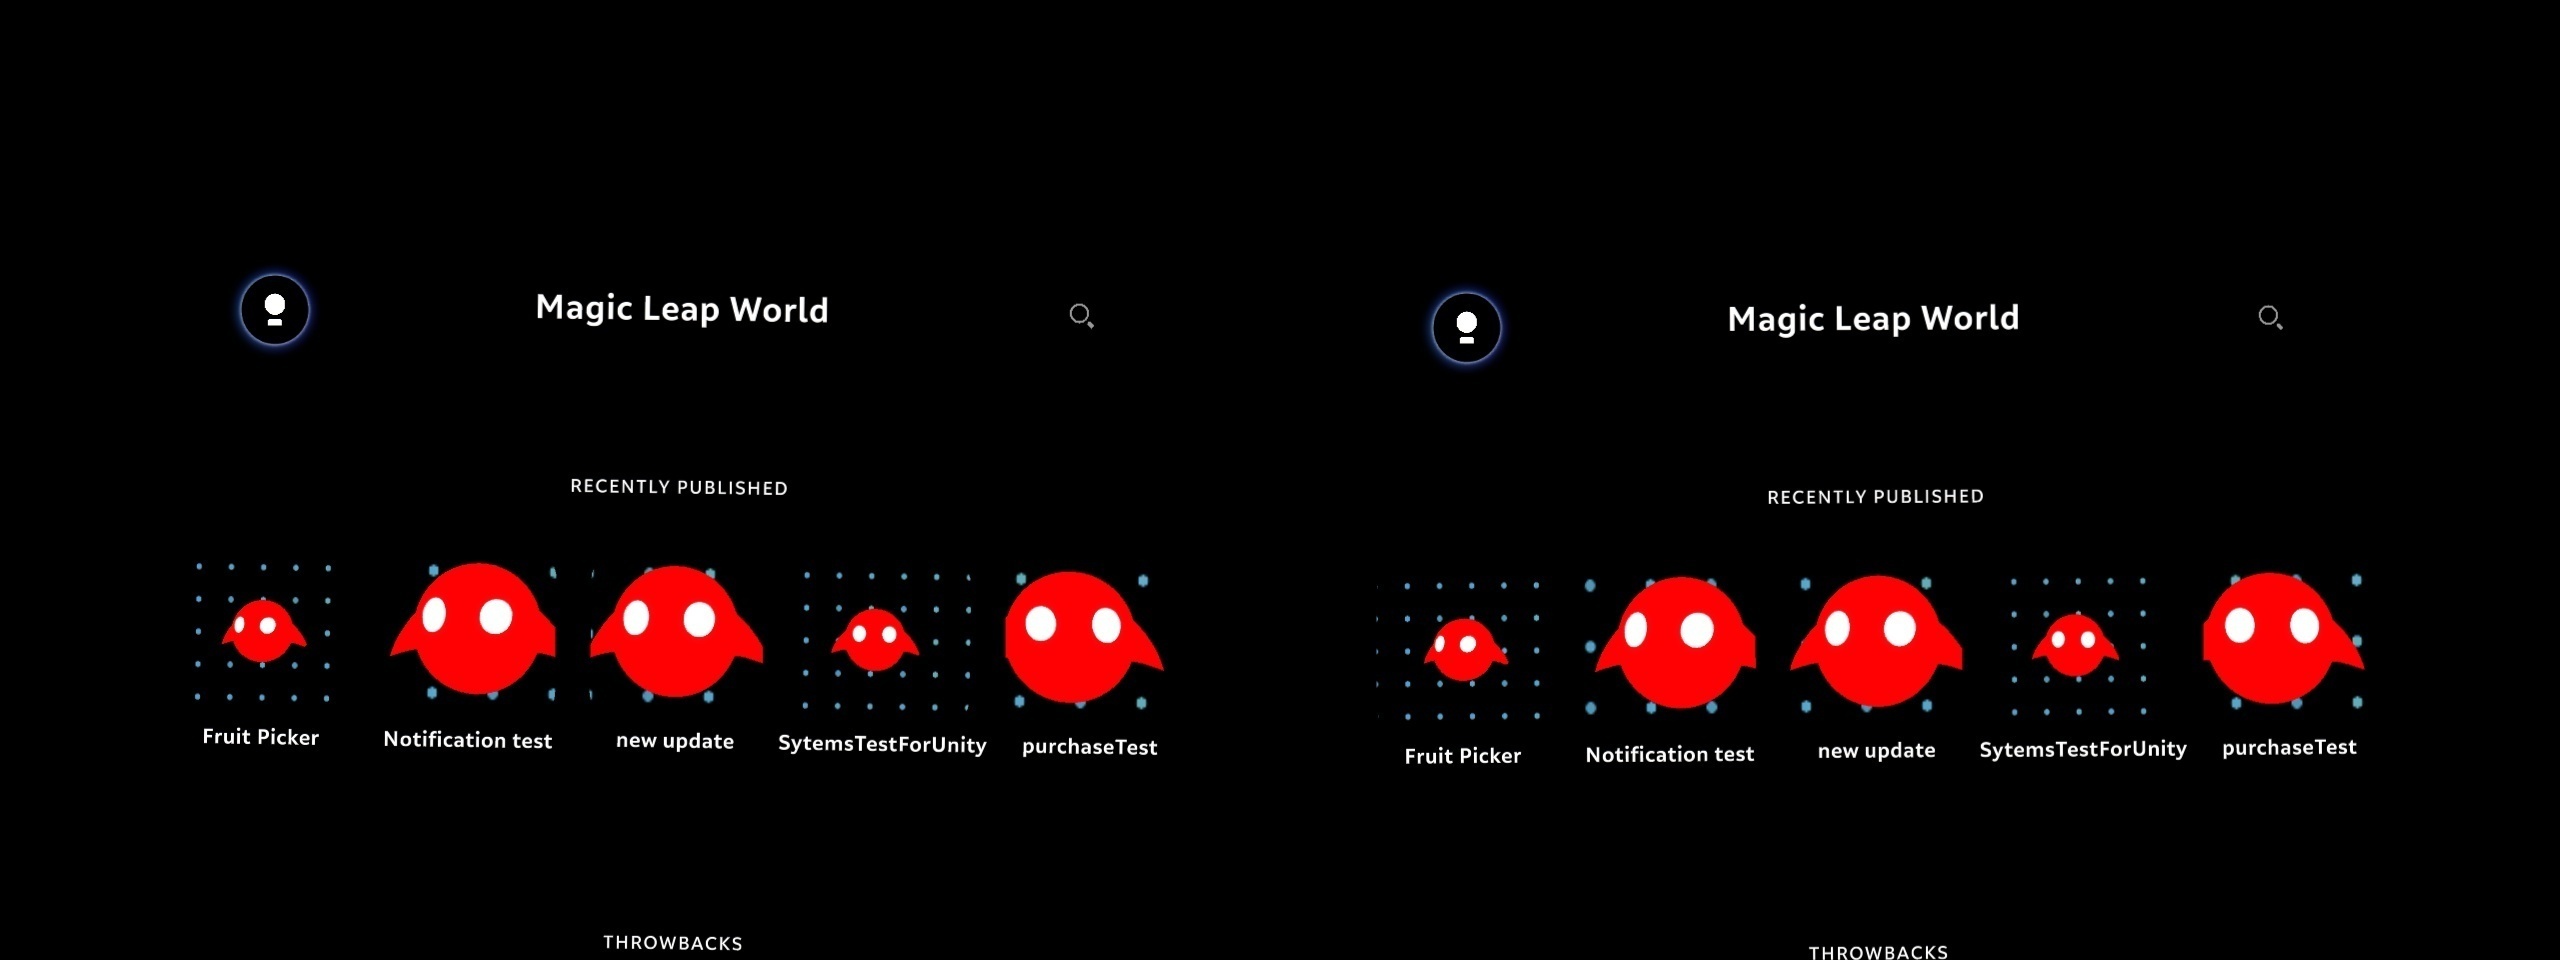 Magic Leap World
RECENTLY PUBLISHED
Fruit Picker
Notification test
new update
SytemsTestForUnity
purchaseTest
THROWBACKS
Magic Leap World
RECENTLY PUBLISHED
Fruit Picker
Notification test
new update
SytemsTestForUnity
purchaseTest
THROWBACKS